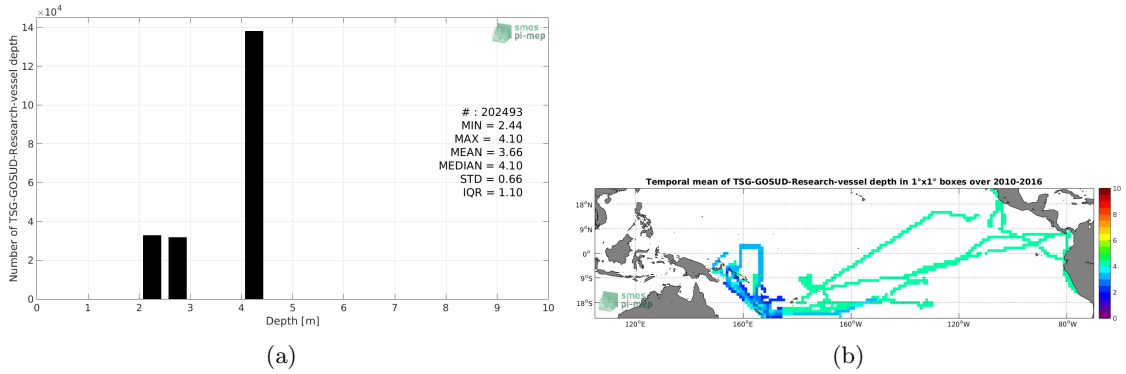 ×10⁴
14
12
10
8
6
4
2
0
Number of TSG-GOSUD-Research-vessel depth
smos
pi-mep
# : 202493
MIN = 2.44
MAX = 4.10
MEAN = 3.66
MEDIAN = 4.10
STD = 0.66
IQR = 1.10
0 1 2 3 4 5 6 7 8 9 10
Depth [m]
(a)
Temporal mean of TSG-GOSUD-Research-vessel depth in 1°x1° boxes over 2010-2016
18°N
9°N
0°
9°S
18°S
smos
pi-mep
120°E 160°E 160°W 120°W 80°W
10
8
6
4
2
0
(b)